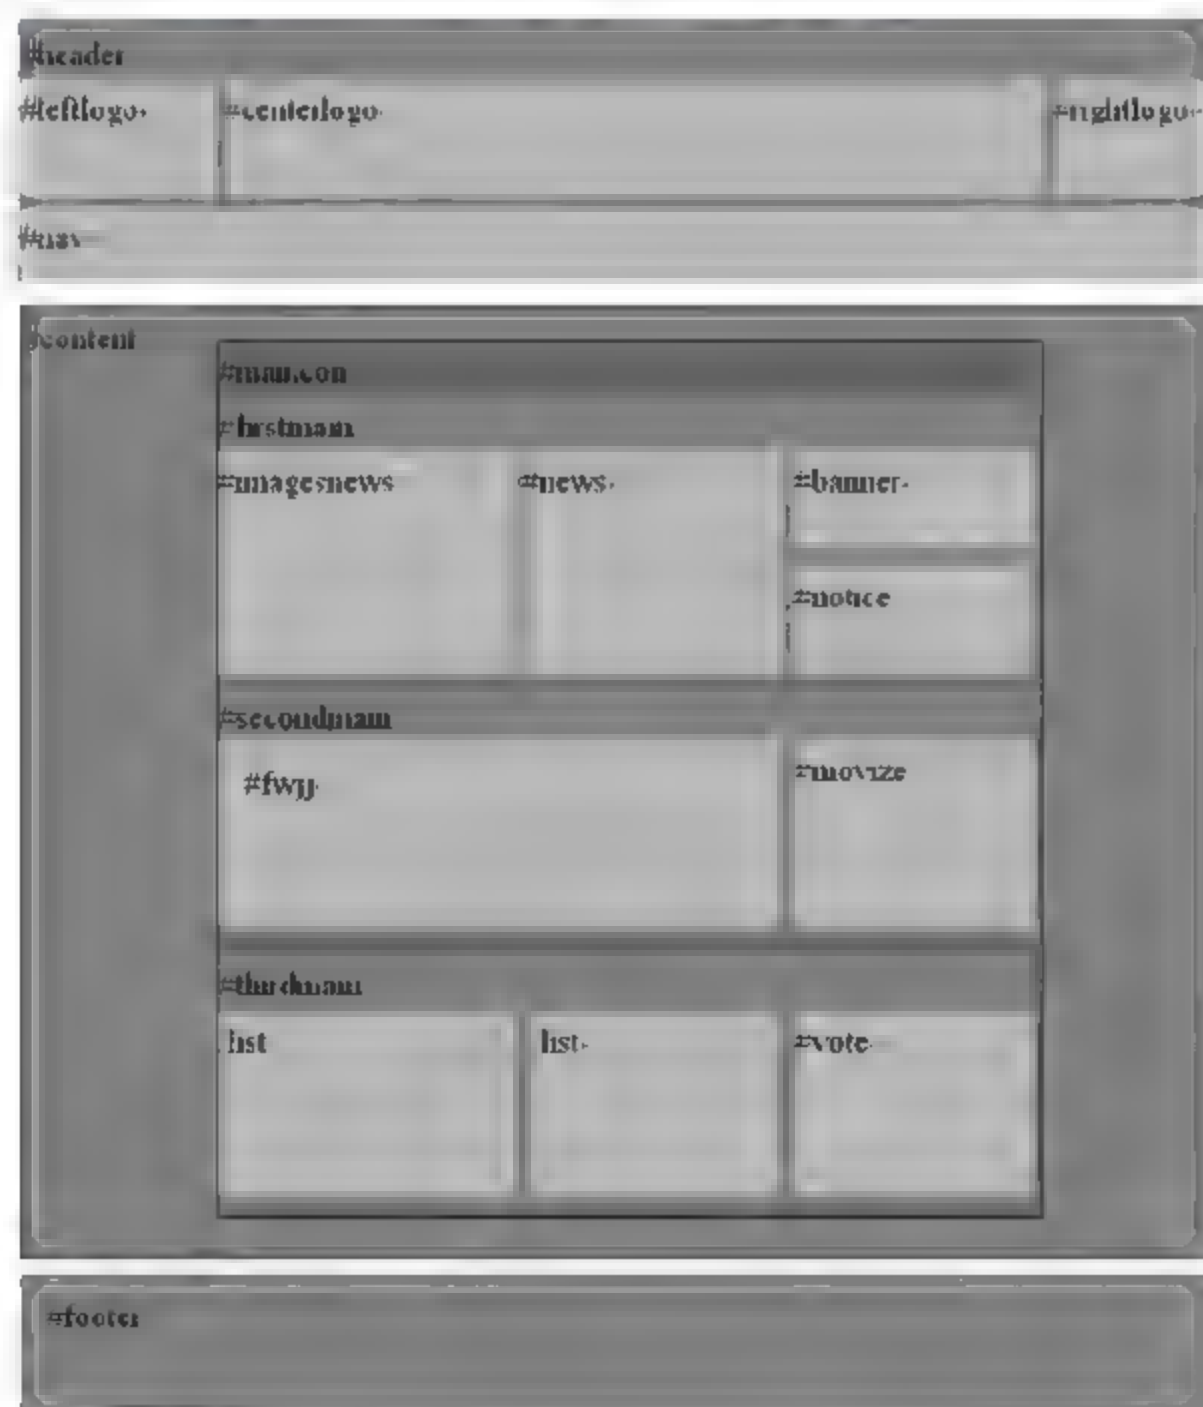 #header
#leftlogo
#centerlogo
#rightlogo
#nav
#content
#maincon
#firstmain
#imagesnews
#news
#banner
#notice
#secondmain
#fwjj
#movize
#thirdmain
.list
list
#vote
#footer